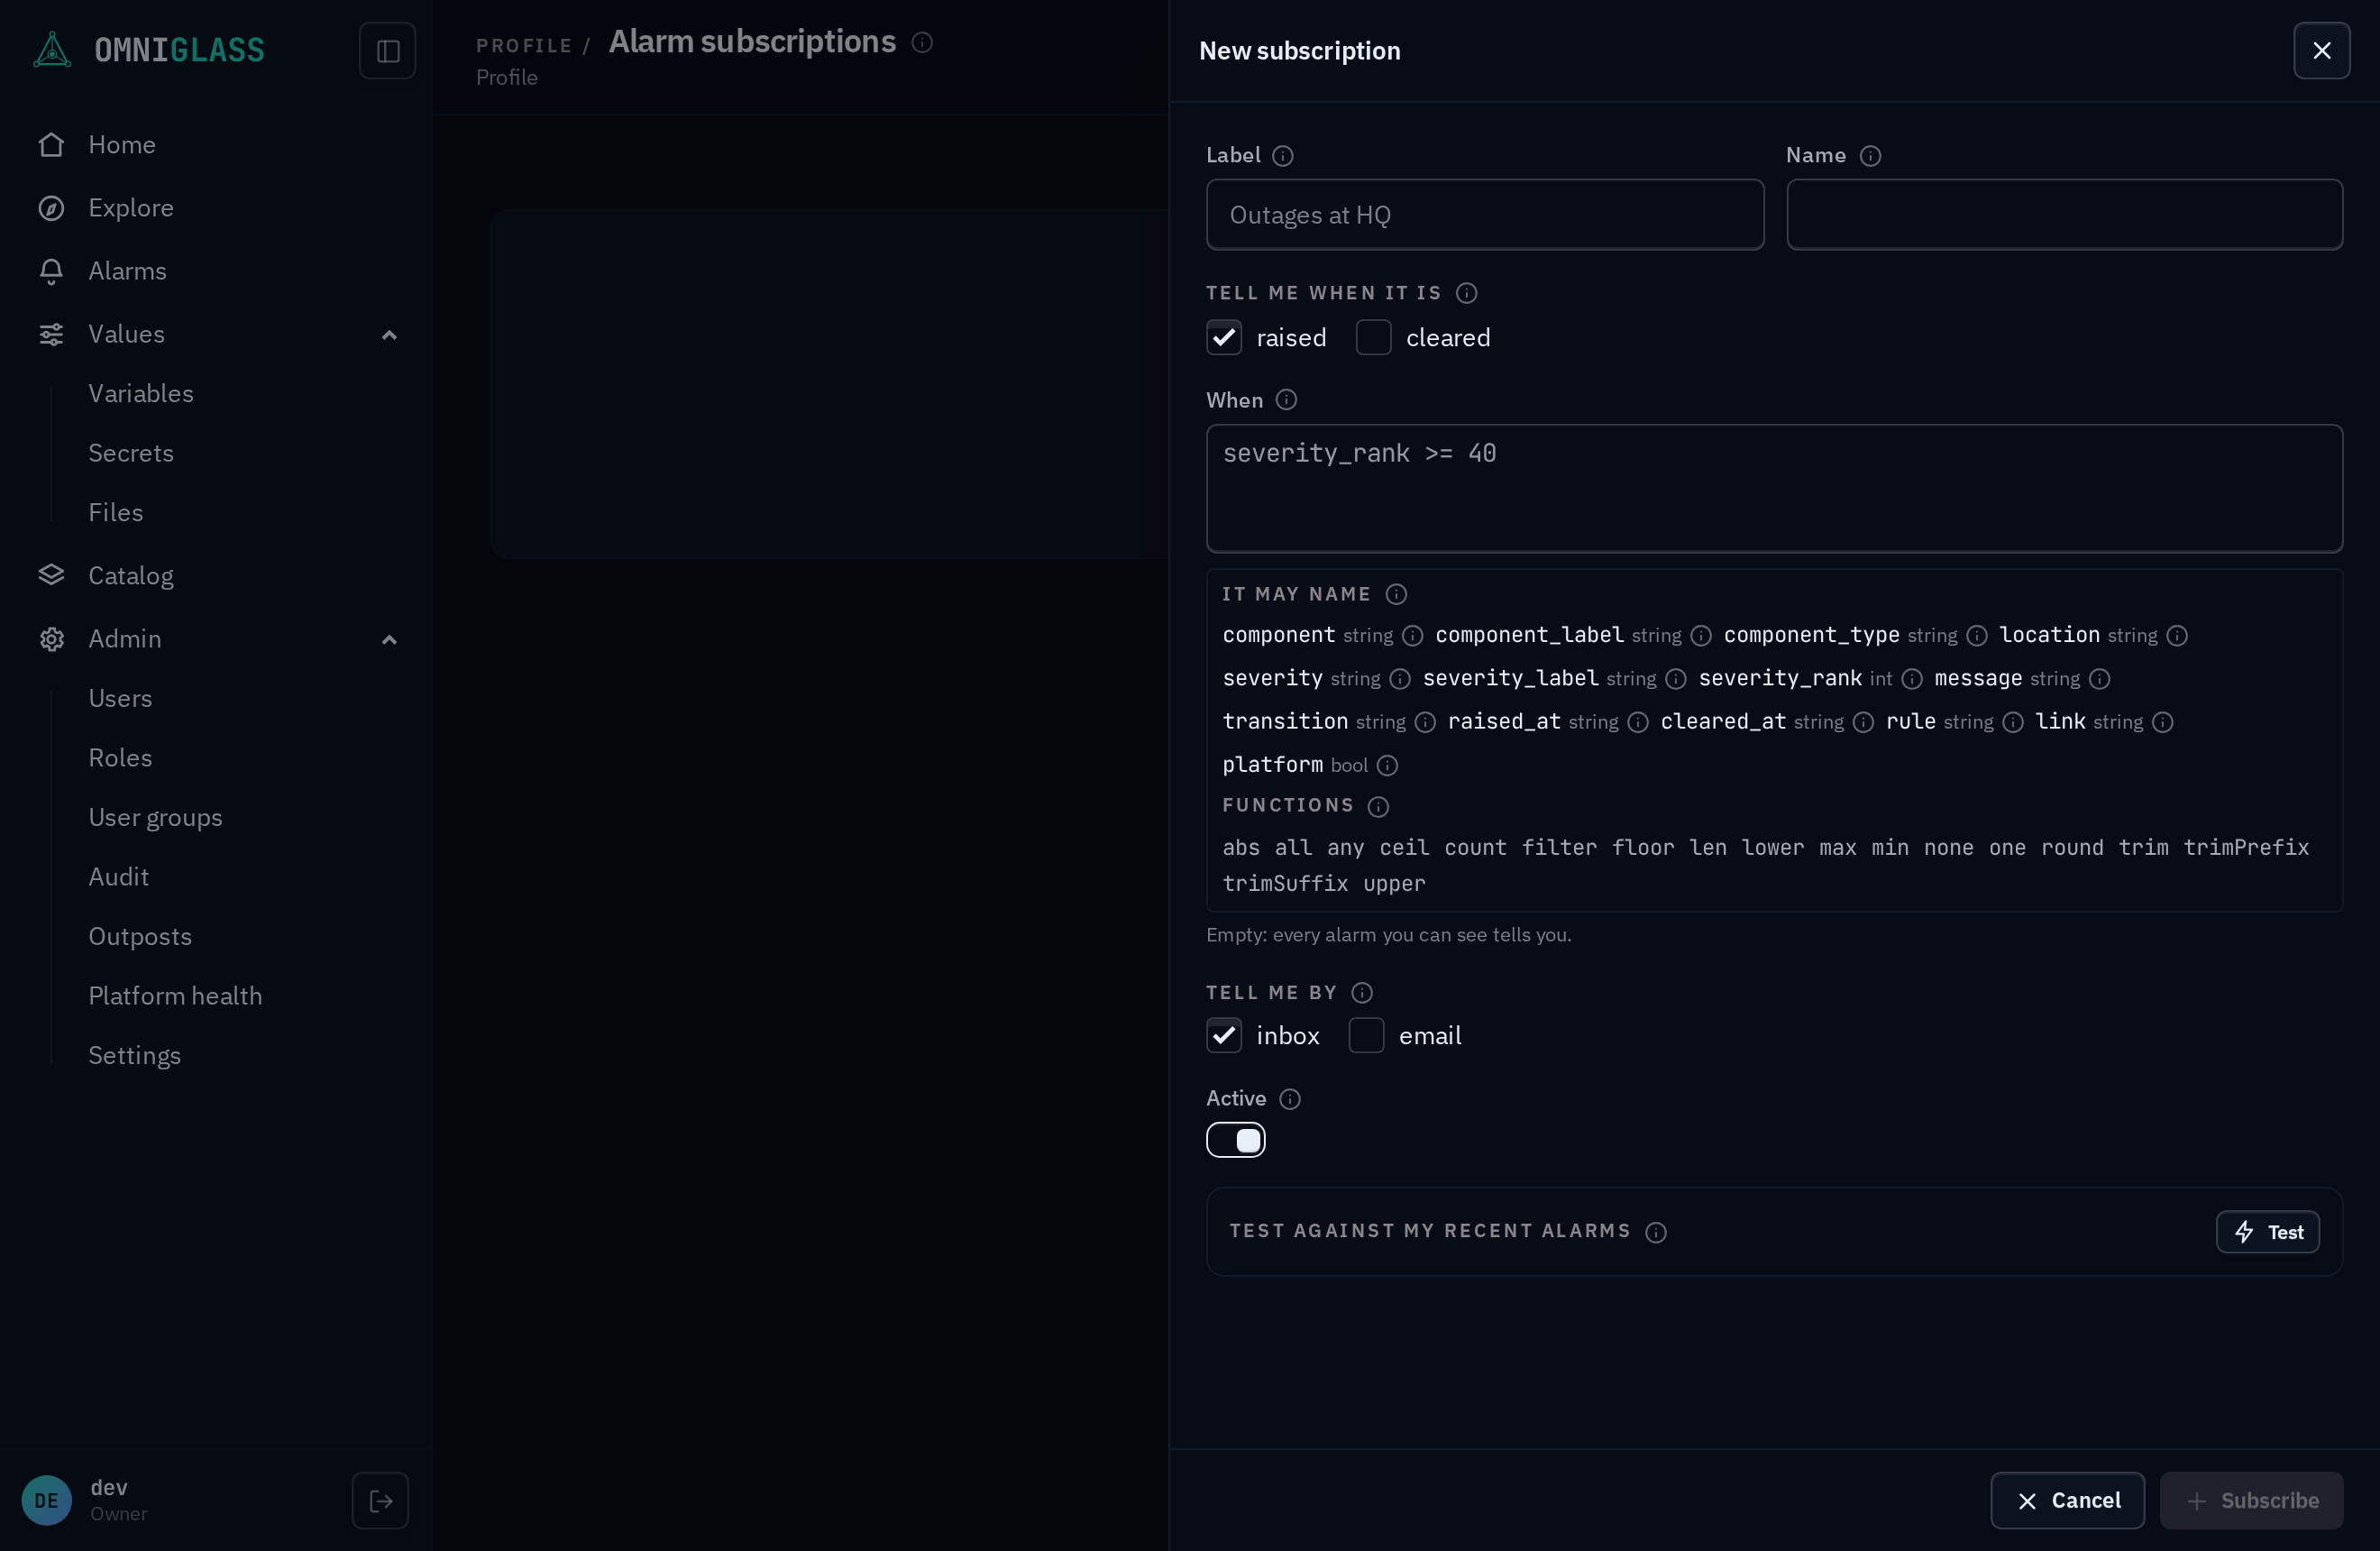 OMNIGLASS
Home
Explore
Alarms
Values
Variables
Secrets
Files
Catalog
Admin
Users
Roles
User groups
Audit
Outposts
Platform health
Settings
DE
dev
Owner
PROFILE / Alarm subscriptions
Profile
New subscription
Label
Name
Outages at HQ
TELL ME WHEN IT IS
raised cleared
When
severity_rank >= 40
IT MAY NAME
component string component_label string component_type string location string
severity string severity_label string severity_rank int message string
transition string raised_at string cleared_at string rule string link string
platform bool
FUNCTIONS
abs all any ceil count filter floor len lower max min none one round trim trimPrefix
trimSuffix upper
Empty: every alarm you can see tells you.
TELL ME BY
inbox email
Active
TEST AGAINST MY RECENT ALARMS
Test
Cancel
Subscribe